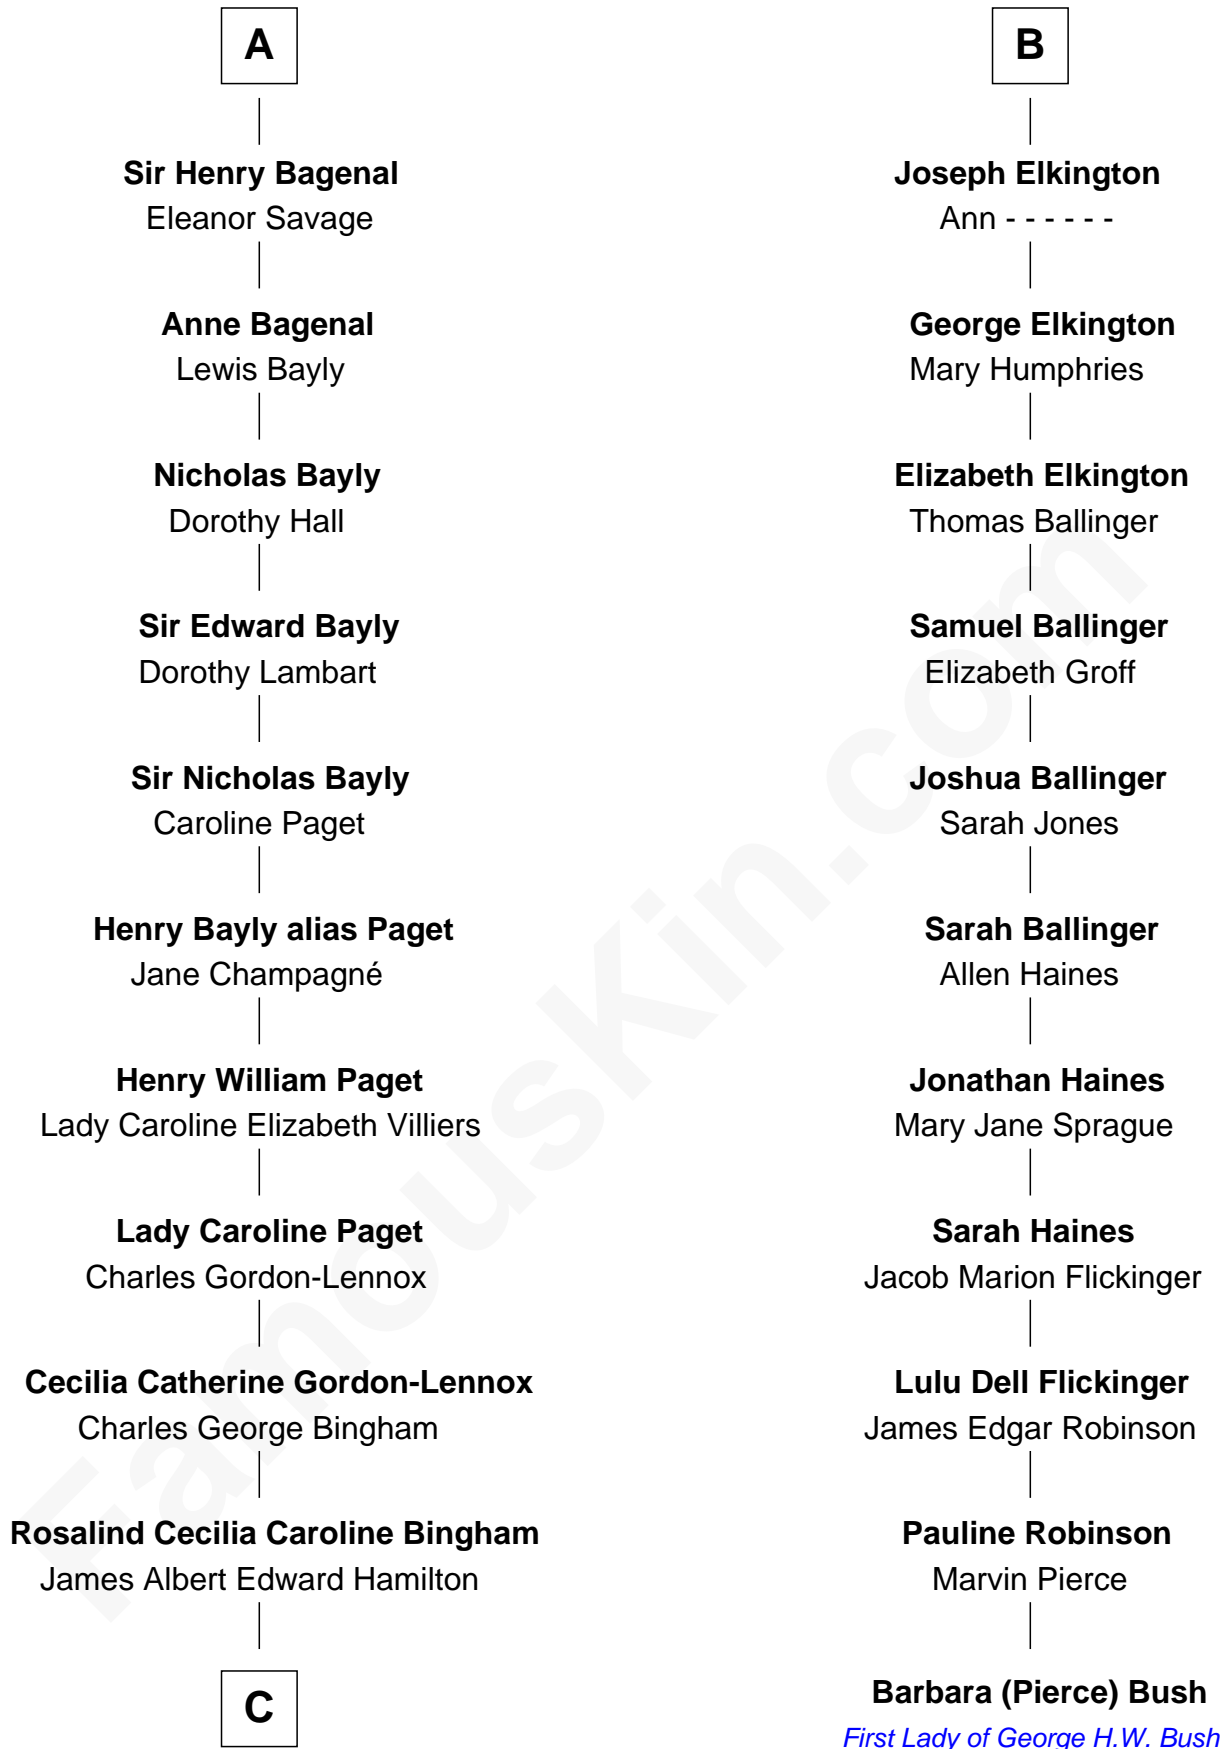 A
Sir Henry Bagenal
Eleanor Savage
Anne Bagenal
Lewis Bayly
Nicholas Bayly
Dorothy Hall
Sir Edward Bayly
Dorothy Lambart
Sir Nicholas Bayly
Caroline Paget
Henry Bayly alias Paget
Jane Champagné
Henry William Paget
Lady Caroline Elizabeth Villiers
Lady Caroline Paget
Charles Gordon-Lennox
Cecilia Catherine Gordon-Lennox
Charles George Bingham
Rosalind Cecilia Caroline Bingham
James Albert Edward Hamilton
C
B
Joseph Elkington
Ann - - - - - -
George Elkington
Mary Humphries
Elizabeth Elkington
Thomas Ballinger
Samuel Ballinger
Elizabeth Groff
Joshua Ballinger
Sarah Jones
Sarah Ballinger
Allen Haines
Jonathan Haines
Mary Jane Sprague
Sarah Haines
Jacob Marion Flickinger
Lulu Dell Flickinger
James Edgar Robinson
Pauline Robinson
Marvin Pierce
Barbara (Pierce) Bush
First Lady of George H.W. Bush
FamousKin.com